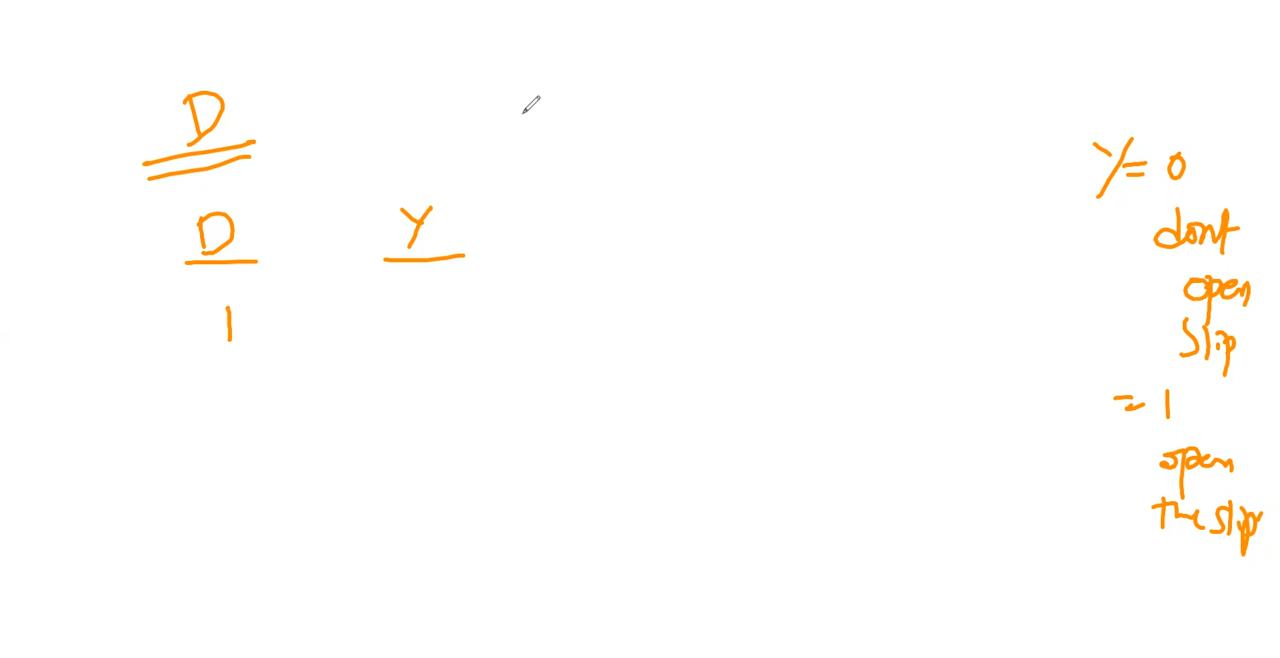 D
D Y
1
Y = 0
dont
open
slip
= 1
open
the slip